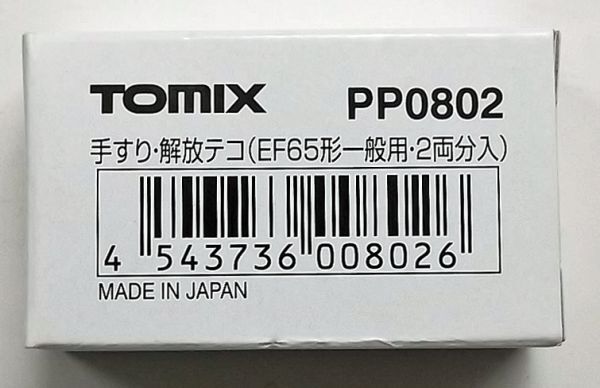 TOMIX PP0802
手すり・解放テコ(EF65形一般用・2両分入)
4 543736 008026
MADE IN JAPAN